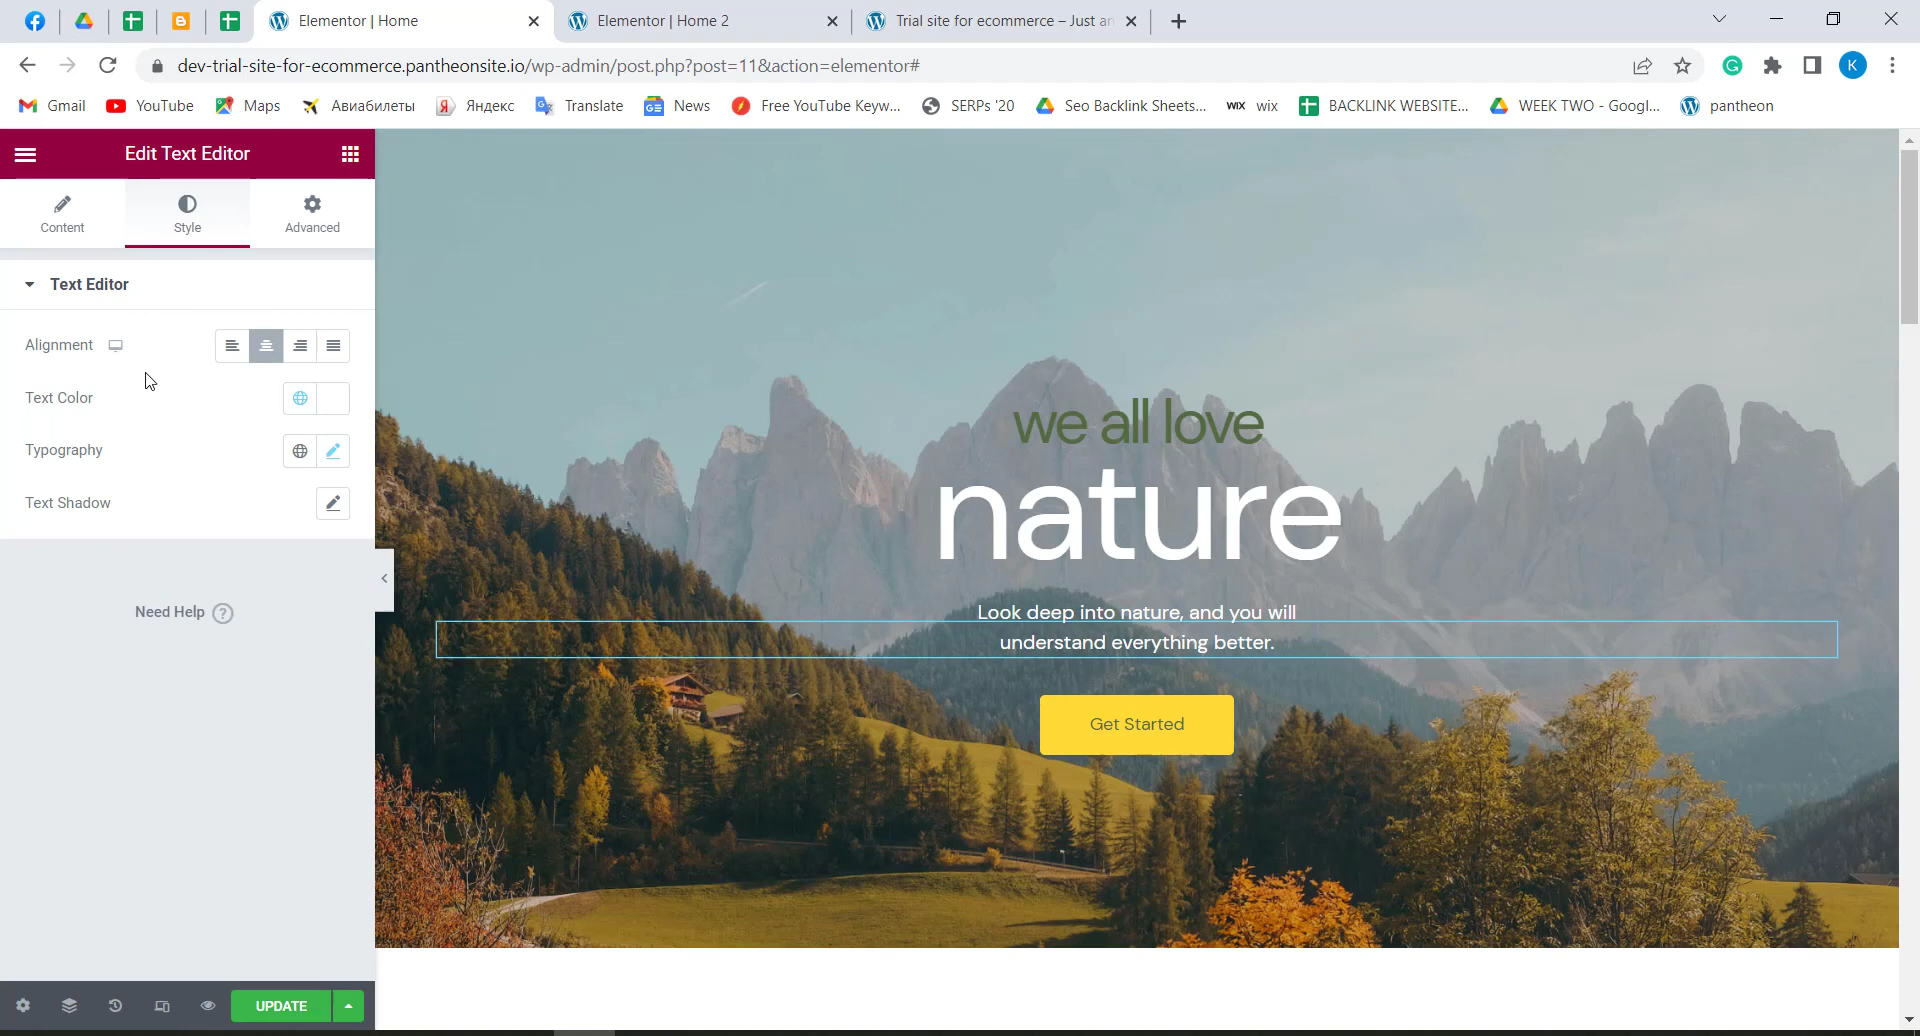 Elementor | Home
Elementor | Home 2
Trial site for ecommerce – Just an
dev-trial-site-for-ecommerce.pantheonsite.io/wp-admin/post.php?post=11&action=elementor#
K
Gmail
YouTube
Maps
Авиабилеты
Яндекс
Translate
News
Free YouTube Keyw...
SERPs '20
Seo Backlink Sheets...
WIX wix
BACKLINK WEBSITE...
WEEK TWO - Googl...
pantheon
Edit Text Editor
Content
Style
Advanced
Text Editor
Alignment
Text Color
Typography
Text Shadow
Need Help ?
UPDATE
we all love
nature
Look deep into nature, and you will
understand everything better.
Get Started